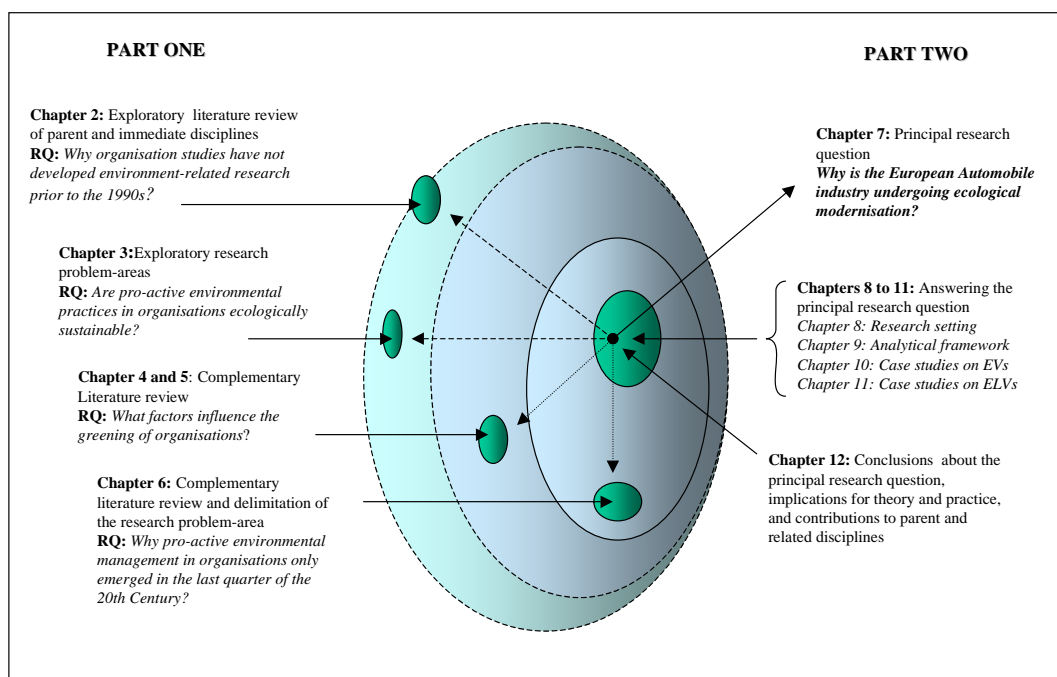 PART ONE
Chapter 2: Exploratory literature review
of parent and immediate disciplines
RQ: Why organisation studies have not
developed environment-related research
prior to the 1990s?
Chapter 3:Exploratory research
problem-areas
RQ: Are pro-active environmental
practices in organisations ecologically
sustainable?
Chapter 4 and 5: Complementary
Literature review
RQ: What factors influence the
greening of organisations?
Chapter 6: Complementary
literature review and delimitation of
the research problem-area
RQ: Why pro-active environmental
management in organisations only
emerged in the last quarter of the
20th Century?
PART TWO
Chapter 7: Principal research
question
Why is the European Automobile
industry undergoing ecological
modernisation?
Chapters 8 to 11: Answering the
principal research question
Chapter 8: Research setting
Chapter 9: Analytical framework
Chapter 10: Case studies on EVs
Chapter 11: Case studies on ELVs
Chapter 12: Conclusions about the
principal research question,
implications for theory and practice,
and contributions to parent and
related disciplines